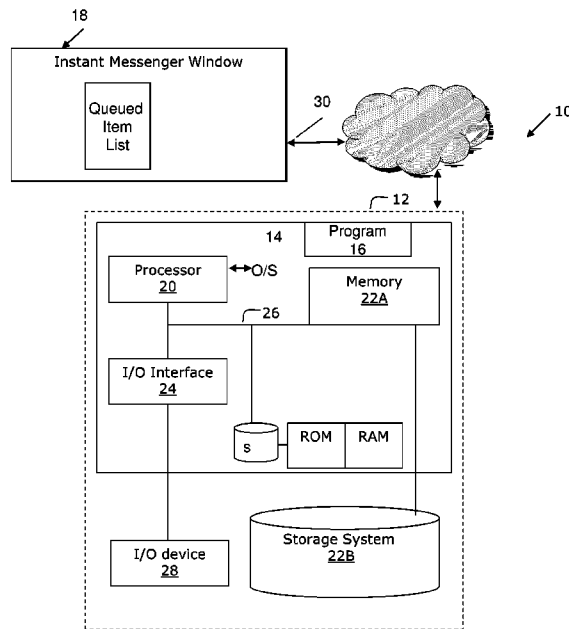 18
Instant Messenger Window
Queued
Item
List
30
10
12
14
Program
16
Processor
20
O/S
Memory
22A
26
I/O Interface
24
S
ROM
RAM
I/O device
28
Storage System
22B